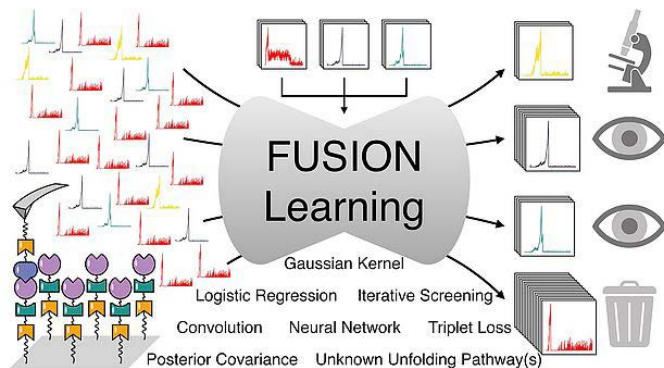 FUSION
Learning
Gaussian Kernel
Logistic Regression Iterative Screening
Convolution Neural Network Triplet Loss
Posterior Covariance Unknown Unfolding Pathway(s)